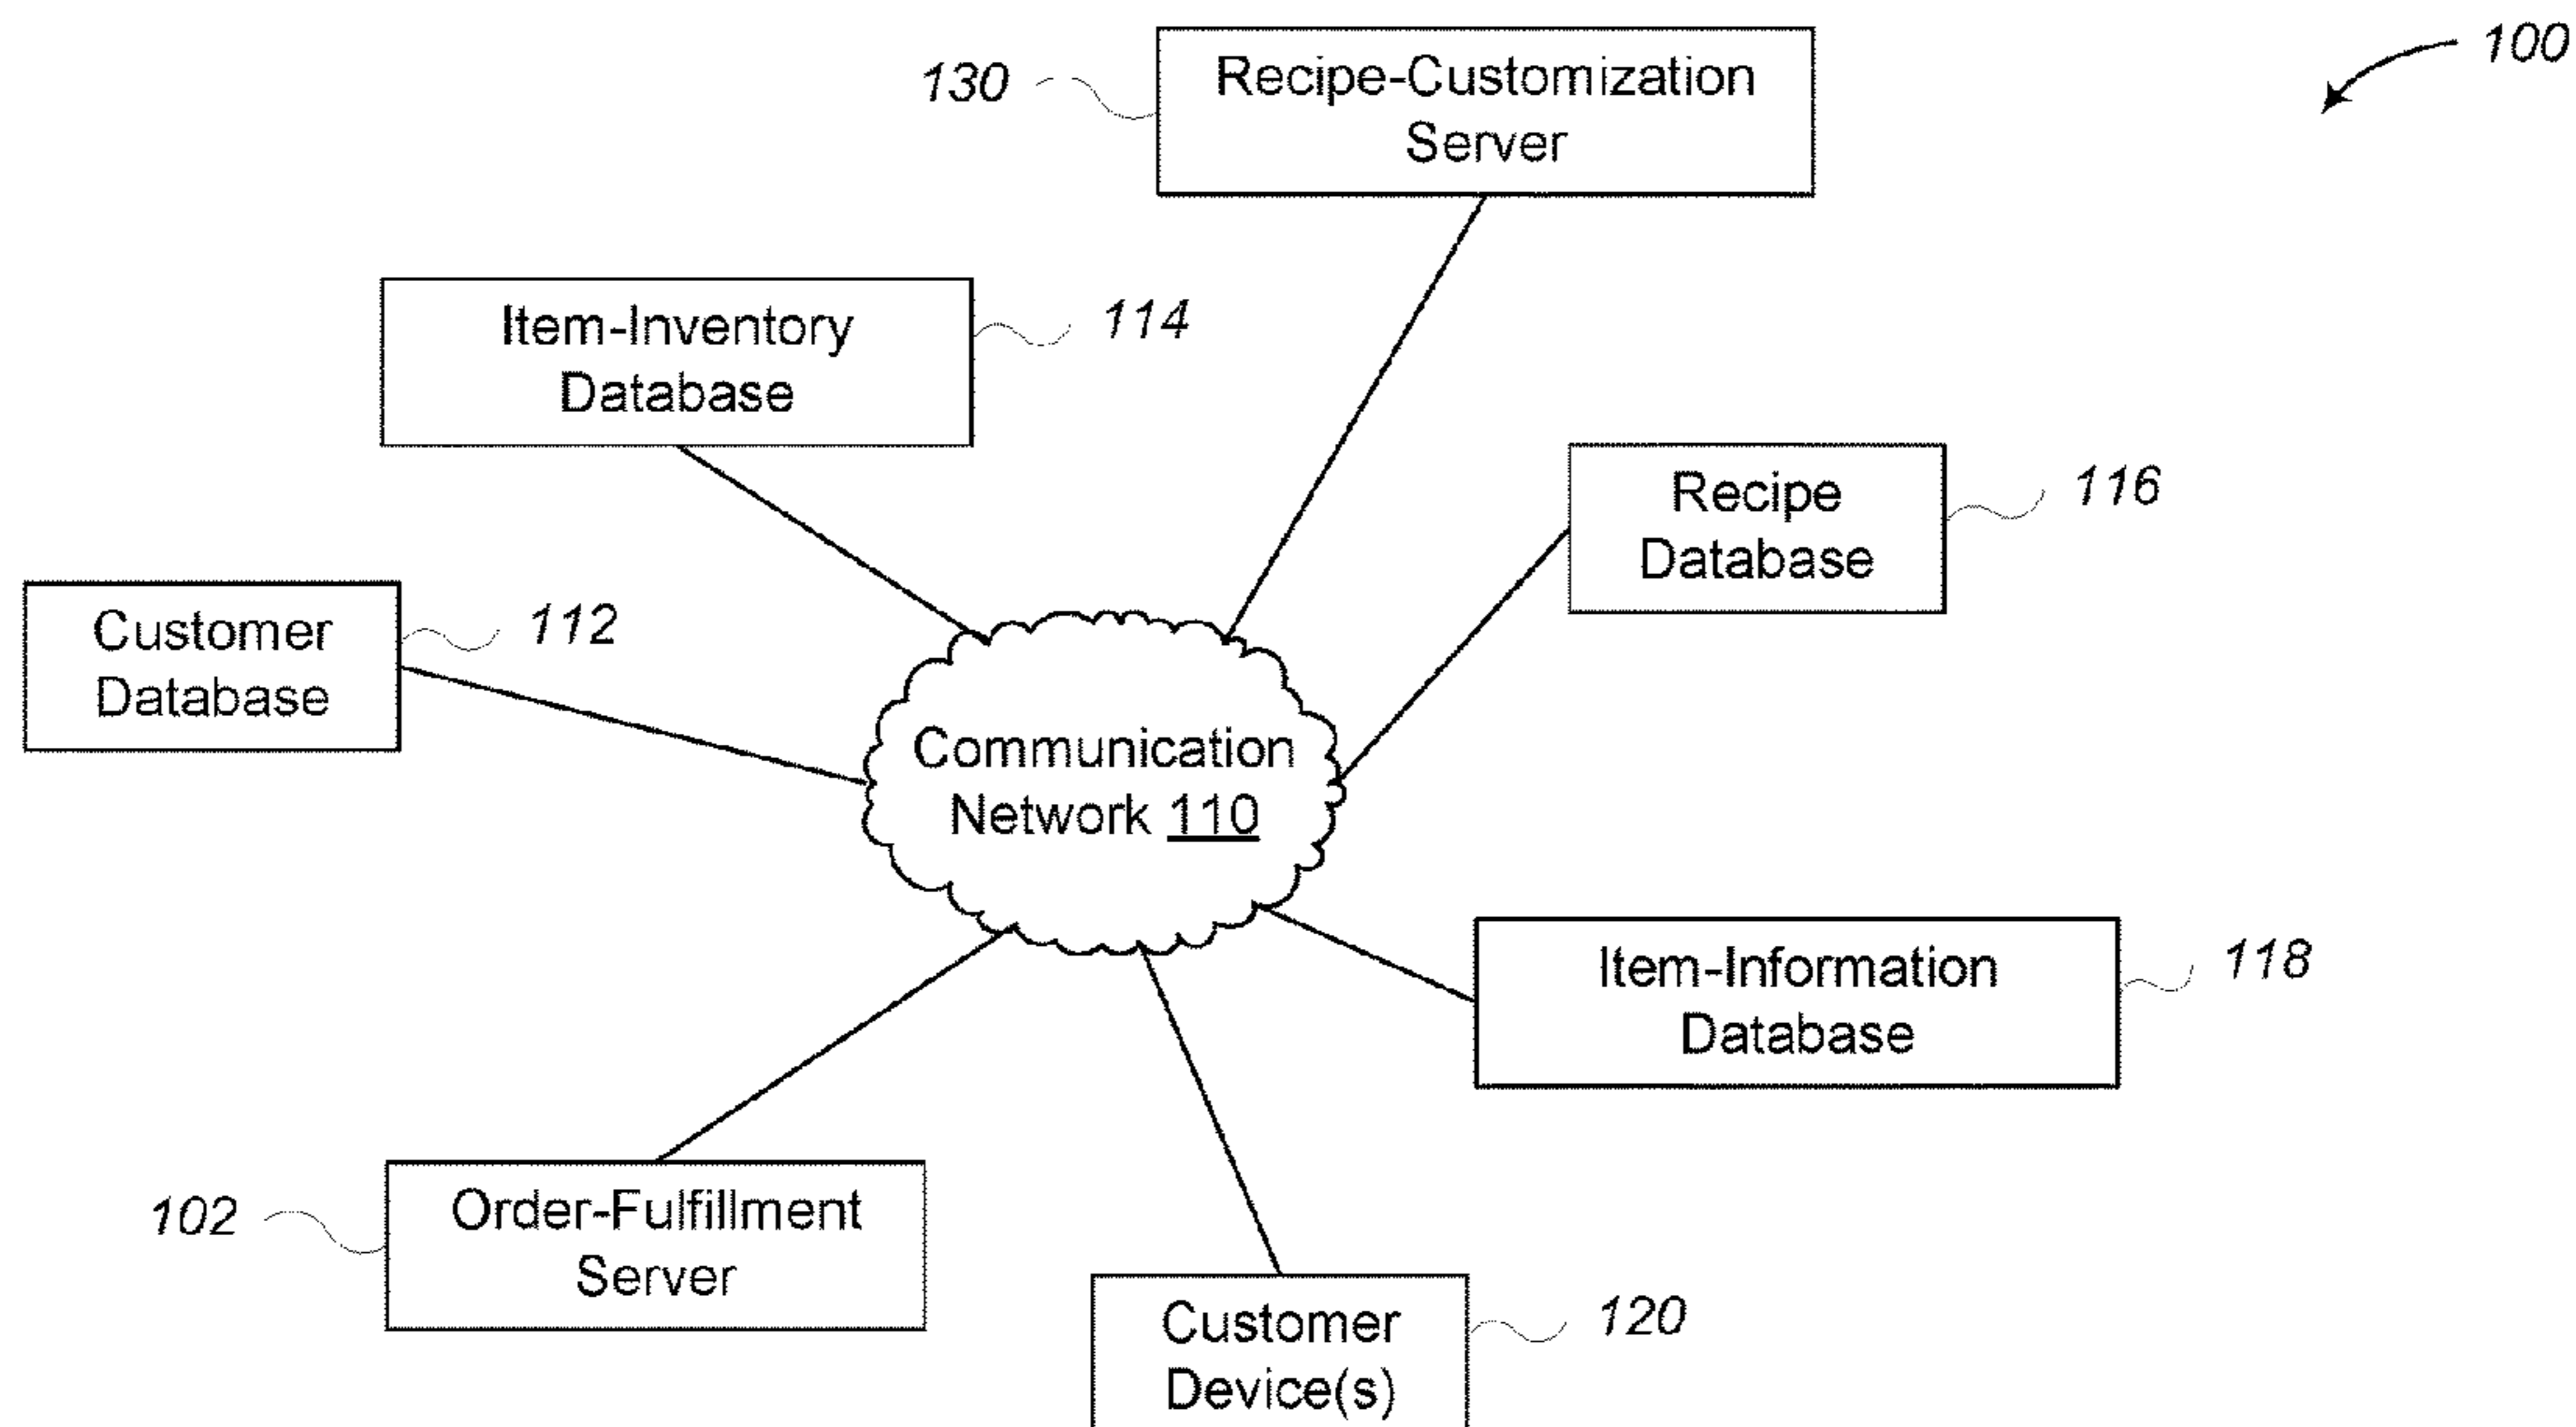 100
130
Recipe-Customization
Server
Item-Inventory
Database
114
Recipe
Database
116
Customer
Database
112
Communication
Network 110
Item-Information
Database
118
102
Order-Fulfillment
Server
Customer
Device(s)
120